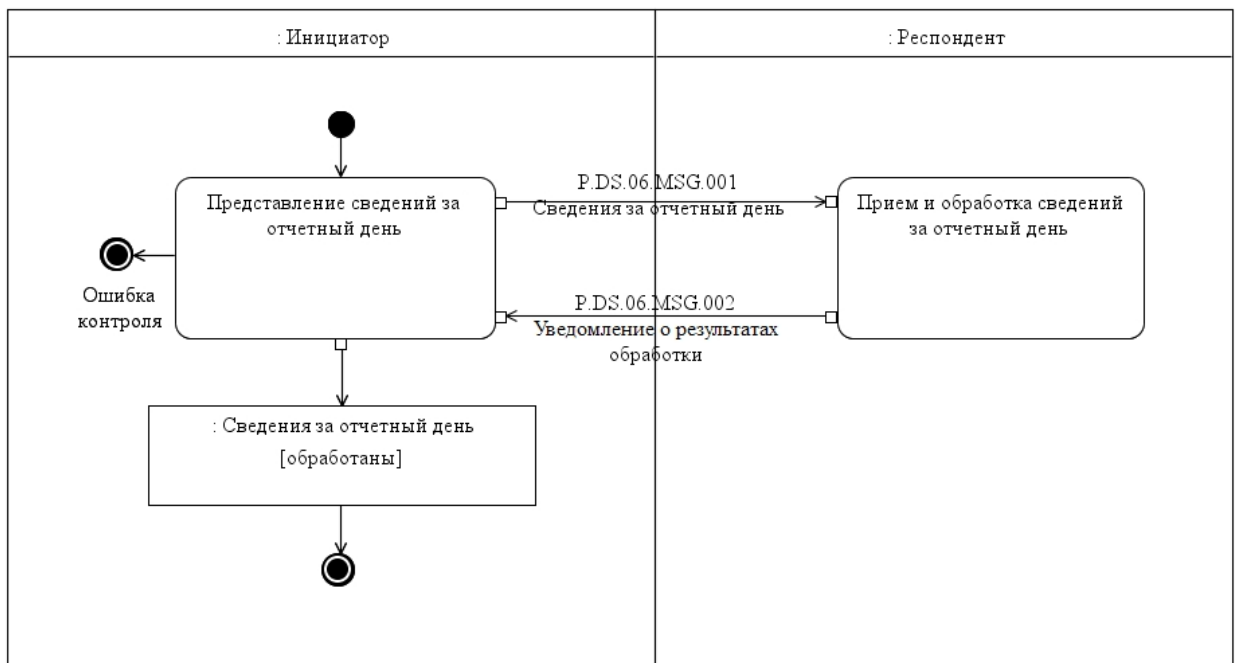 : Инициатор
: Респондент
P.DS.06.MSG.001
Сведения за отчетный день
Представление сведений за
отчетный день
Прием и обработка сведений
за отчетный день
Ошибка
контроля
P.DS.06.MSG.002
Уведомление о результатах
обработки
: Сведения за отчетный день
[обработаны]